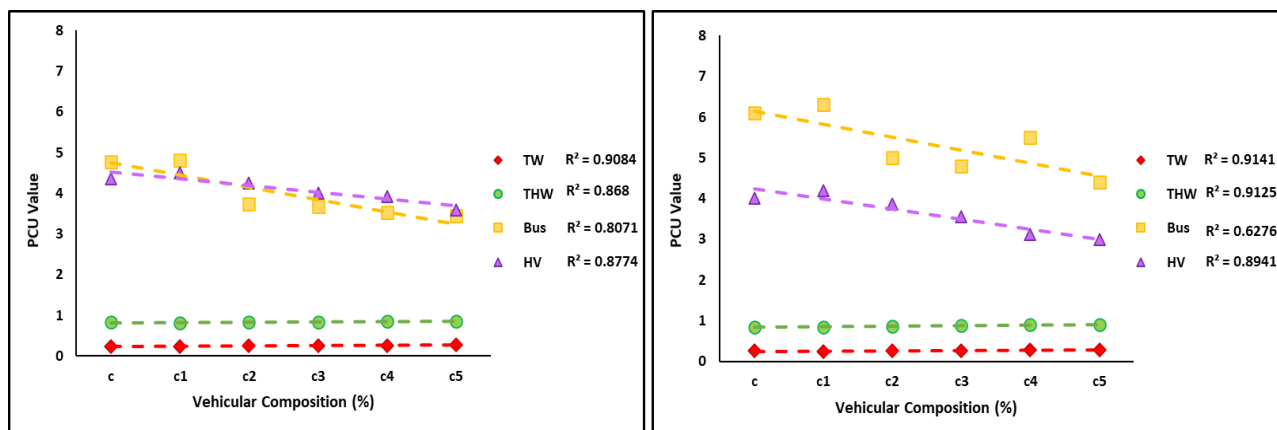 8
7
6
5
4
3
2
1
0
PCU Value
c c1 c2 c3 c4 c5
Vehicular Composition (%)
TW R² = 0.9084
THW R² = 0.868
Bus R² = 0.8071
HV R² = 0.8774
8
7
6
5
4
3
2
1
0
PCU Value
c c1 c2 c3 c4 c5
Vehicular Composition (%)
TW R² = 0.9141
THW R² = 0.9125
Bus R² = 0.6276
HV R² = 0.8941